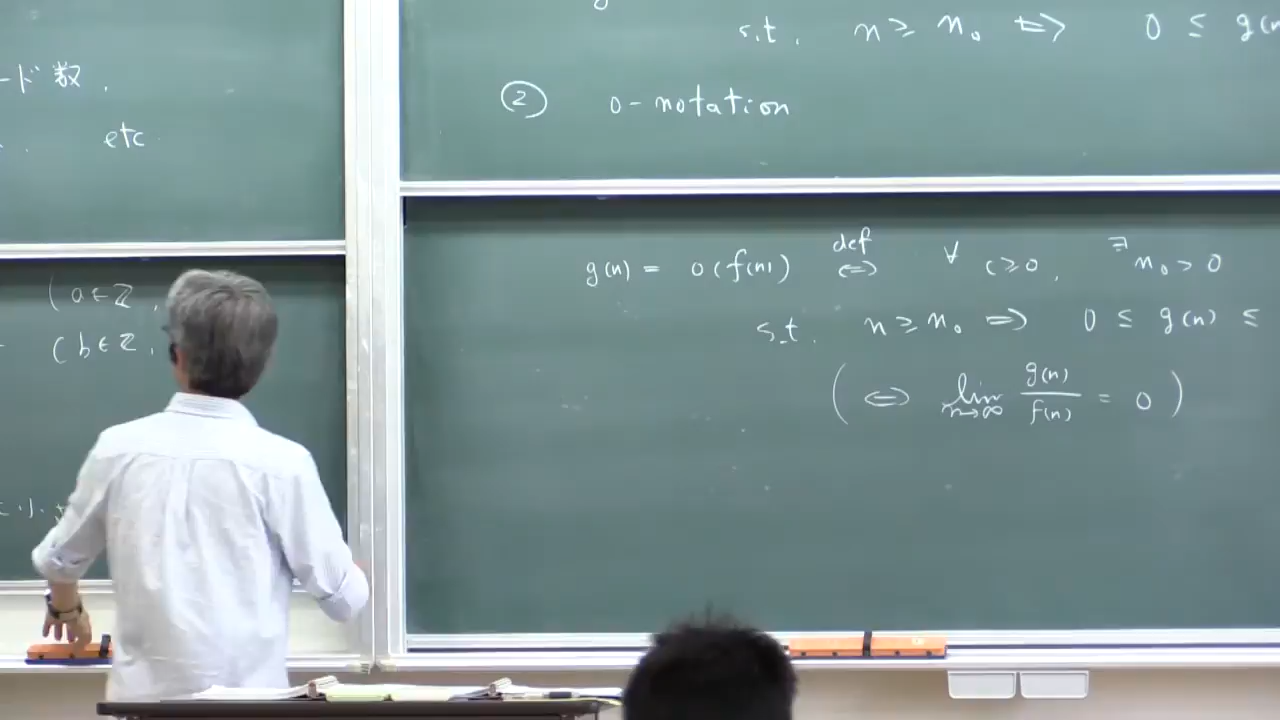 ド数.
etc
(a∈ℤ,
(b∈ℤ,
s.t. n≥n₀ ⇔ 0≤g(n
② o-notation
g(n) = o(f(n)) def⇔ ∀ c≥0, ∃n₀>0
s.t. n≥n₀ ⇒ 0≤g(n)≤
(⇔ lim n→∞ g(n)/f(n) = 0)